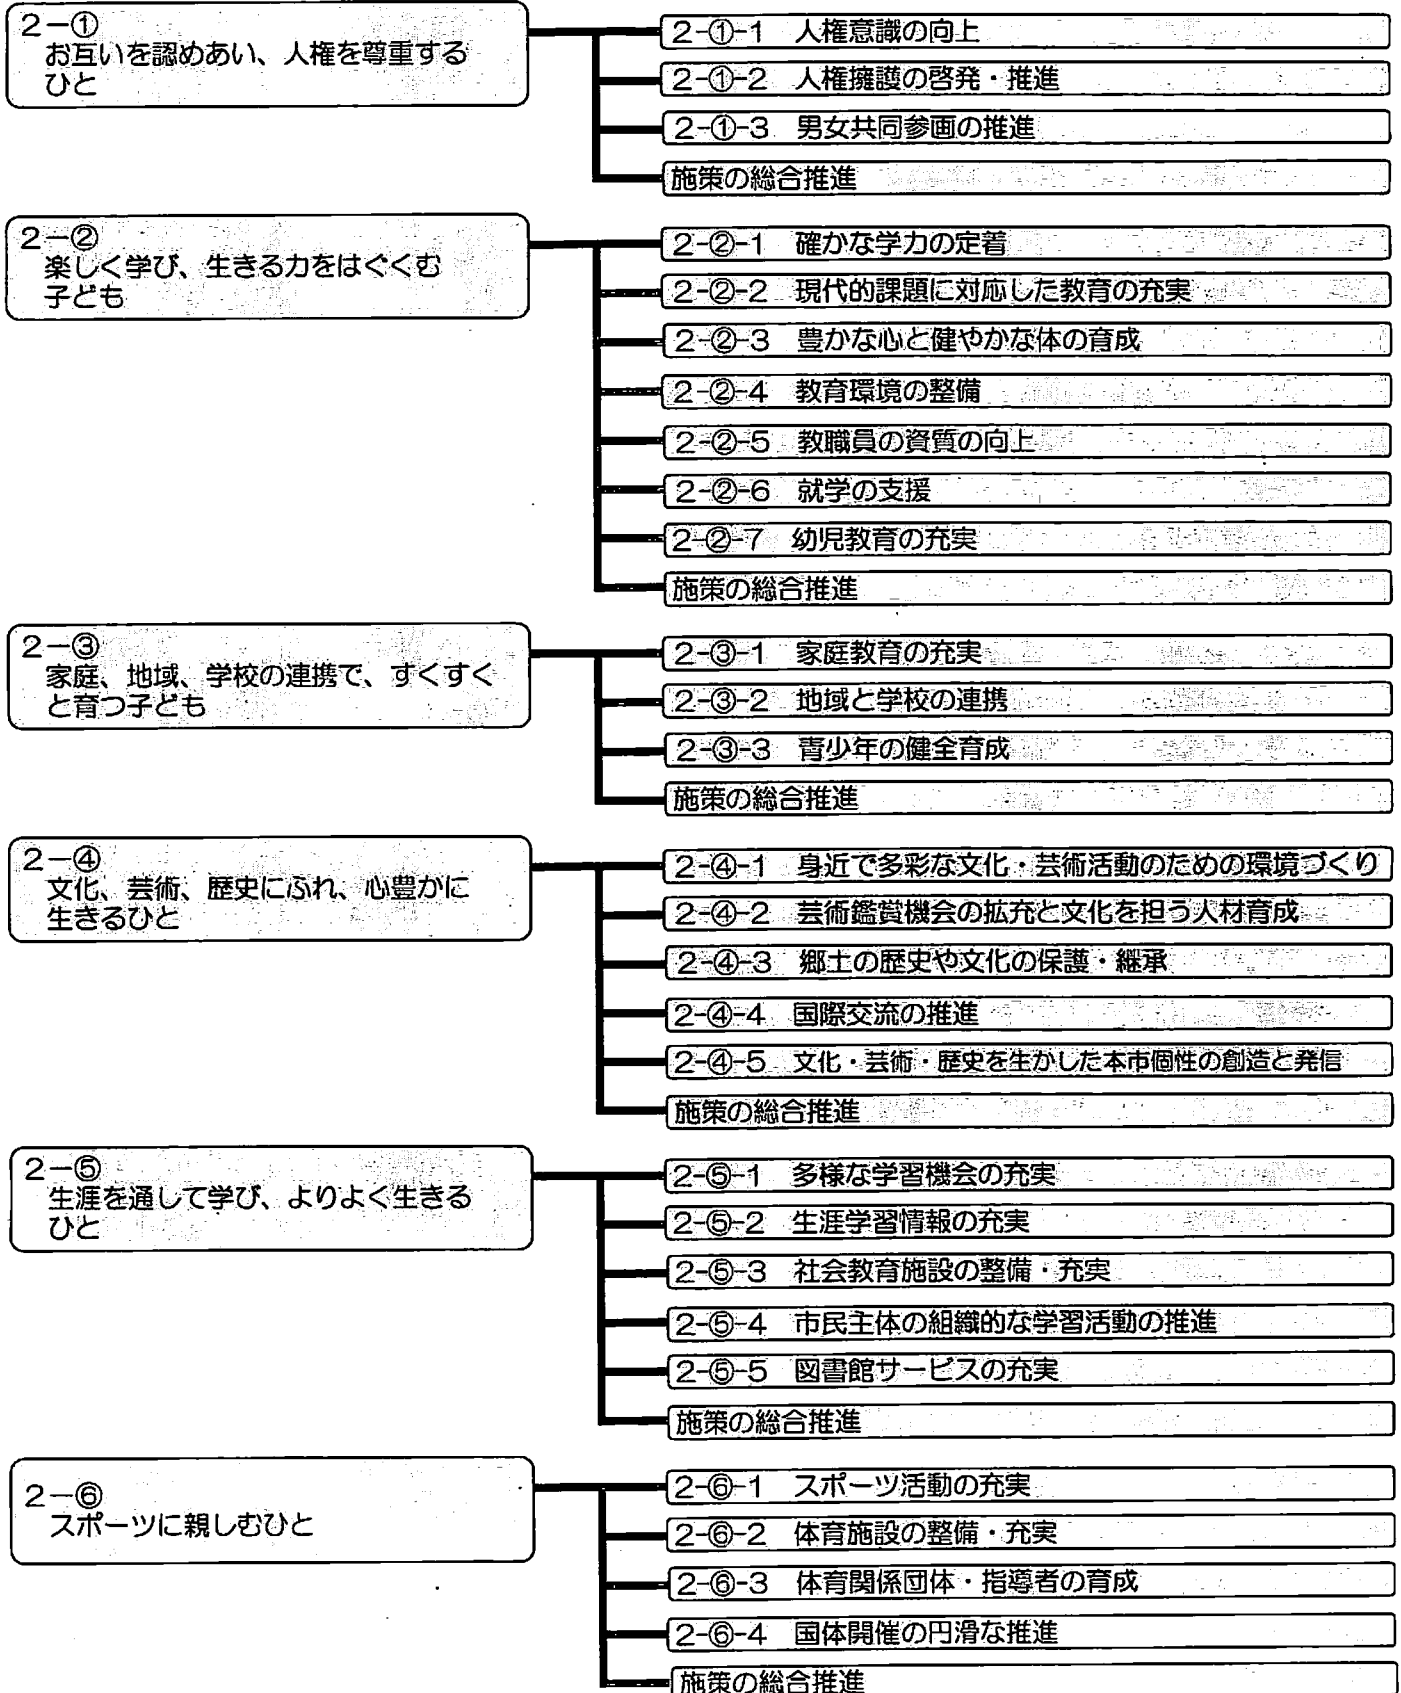 2－①
お互いを認めあい、人権を尊重する
ひと
2-①-1　人権意識の向上
2-①-2　人権擁護の啓発・推進
2-①-3　男女共同参画の推進
施策の総合推進
2－②
楽しく学び、生きる力をはぐくむ
子ども
2-②-1　確かな学力の定着
2-②-2　現代的課題に対応した教育の充実
2-②-3　豊かな心と健やかな体の育成
2-②-4　教育環境の整備
2-②-5　教職員の資質の向上
2-②-6　就学の支援
2-②-7　幼児教育の充実
施策の総合推進
2－③
家庭、地域、学校の連携で、すくすく
と育つ子ども
2-③-1　家庭教育の充実
2-③-2　地域と学校の連携
2-③-3　青少年の健全育成
施策の総合推進
2－④
文化、芸術、歴史にふれ、心豊かに
生きるひと
2-④-1　身近で多彩な文化・芸術活動のための環境づくり
2-④-2　芸術鑑賞機会の拡充と文化を担う人材育成
2-④-3　郷土の歴史や文化の保護・継承
2-④-4　国際交流の推進
2-④-5　文化・芸術・歴史を生かした本市個性の創造と発信
施策の総合推進
2－⑤
生涯を通して学び、よりよく生きる
ひと
2-⑤-1　多様な学習機会の充実
2-⑤-2　生涯学習情報の充実
2-⑤-3　社会教育施設の整備・充実
2-⑤-4　市民主体の組織的な学習活動の推進
2-⑤-5　図書館サービスの充実
施策の総合推進
2－⑥
スポーツに親しむひと
2-⑥-1　スポーツ活動の充実
2-⑥-2　体育施設の整備・充実
2-⑥-3　体育関係団体・指導者の育成
2-⑥-4　国体開催の円滑な推進
施策の総合推進